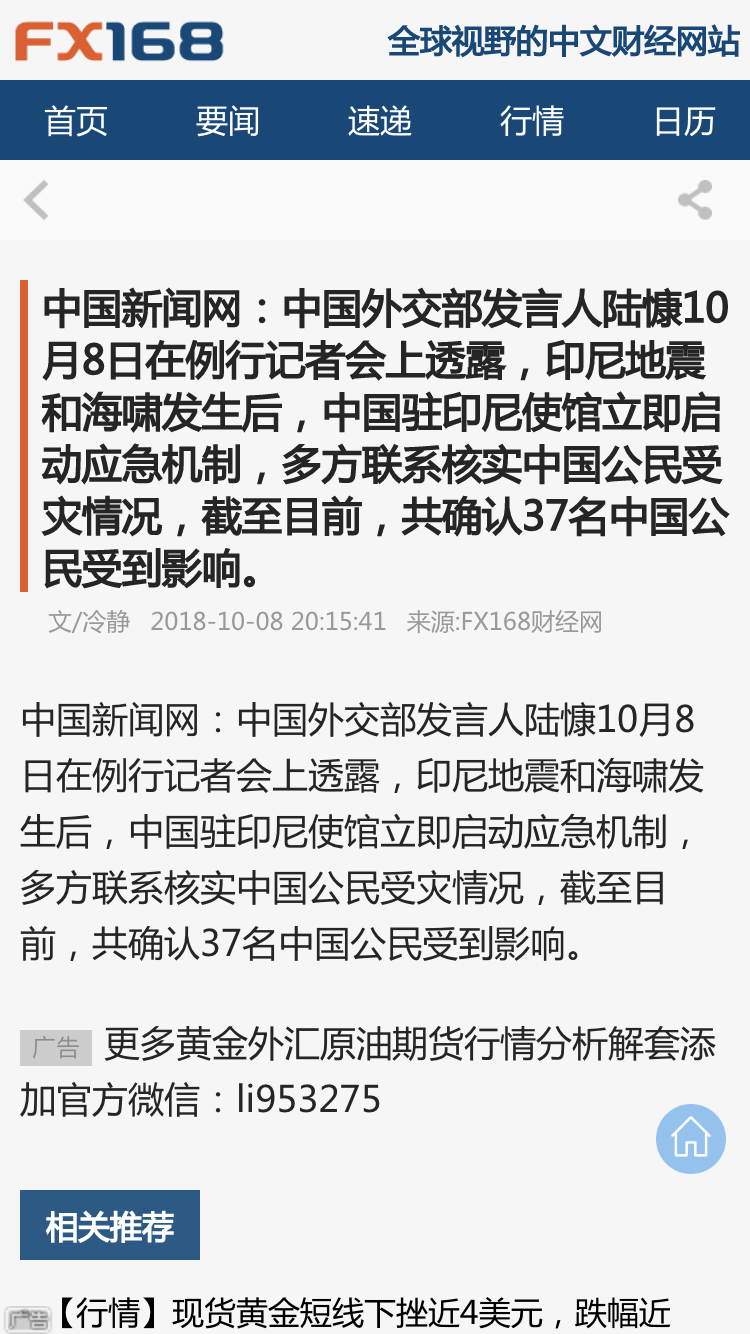 FX168
全球视野的中文财经网站
首页 要闻 速递 行情 日历
中国新闻网：中国外交部发言人陆慷10
月8日在例行记者会上透露，印尼地震
和海啸发生后，中国驻印尼使馆立即启
动应急机制，多方联系核实中国公民受
灾情况，截至目前，共确认37名中国公
民受到影响。
文/冷静 2018-10-08 20:15:41 来源:FX168财经网
中国新闻网：中国外交部发言人陆慷10月8
日在例行记者会上透露，印尼地震和海啸发
生后，中国驻印尼使馆立即启动应急机制，
多方联系核实中国公民受灾情况，截至目
前，共确认37名中国公民受到影响。
广告 更多黄金外汇原油期货行情分析解套添
加官方微信：li953275
相关推荐
广告【行情】现货黄金短线下挫近4美元，跌幅近